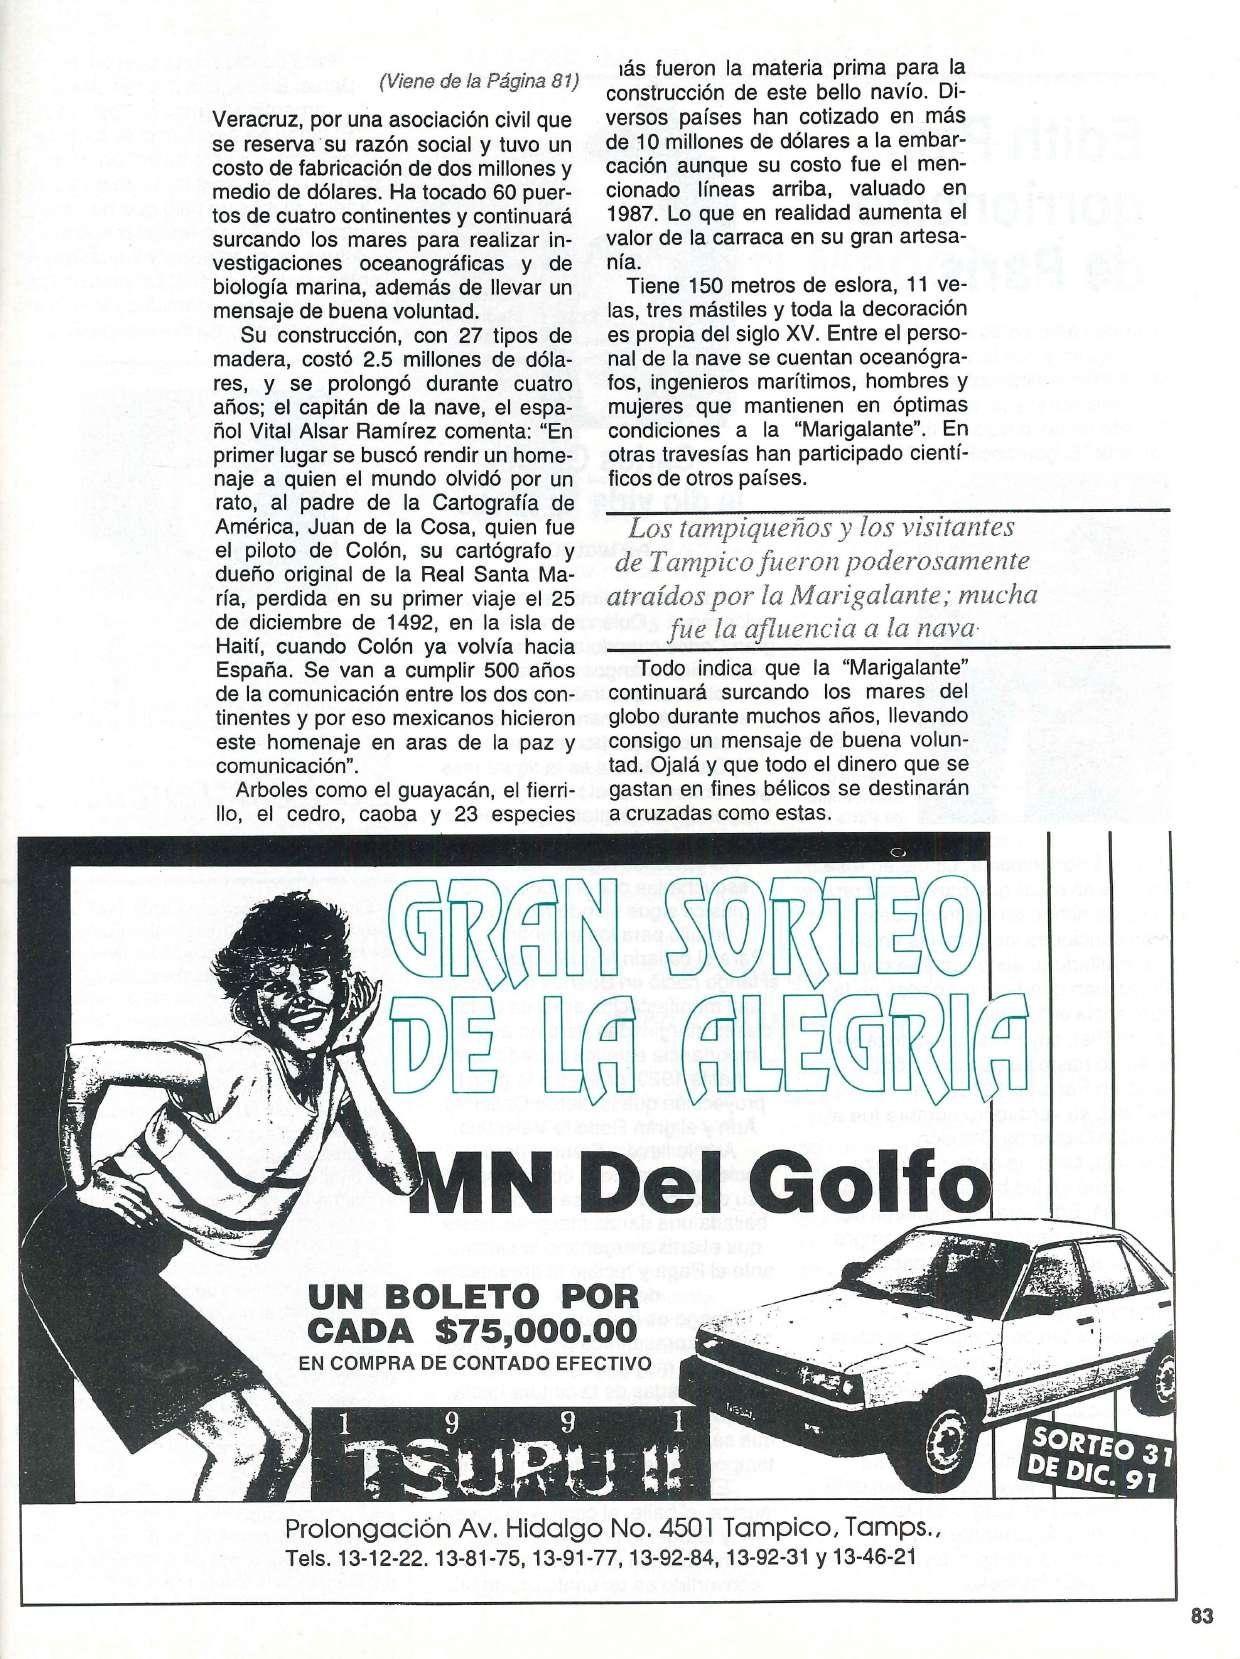 (Viene de la Página 81)
Veracruz, por una asociación civil que
se reserva su razón social y tuvo un
costo de fabricación de dos millones y
medio de dólares. Ha tocado 60 puer-
tos de cuatro continentes y continuará
surcando los mares para realizar in-
vestigaciones oceanográficas y de
biología marina, además de llevar un
mensaje de buena voluntad.
Su construcción, con 27 tipos de
madera, costó 2.5 millones de dóla-
res, y se prolongó durante cuatro
años; el capitán de la nave, el espa-
ñol Vital Alsar Ramírez comenta: “En
primer lugar se buscó rendir un home-
naje a quien el mundo olvidó por un
rato, al padre de la Cartografía de
América, Juan de la Cosa, quien fue
el piloto de Colón, su cartógrafo y
dueño original de la Real Santa Ma-
ría, perdida en su primer viaje el 25
de diciembre de 1492, en la isla de
Haití, cuando Colón ya volvía hacia
España. Se van a cumplir 500 años
de la comunicación entre los dos con-
tinentes y por eso mexicanos hicieron
este homenaje en aras de la paz y
comunicación”.
Arboles como el guayacán, el fierri-
llo, el cedro, caoba y 23 especies
ás fueron la materia prima para la
construcción de este bello navío. Di-
versos países han cotizado en más
de 10 millones de dólares a la embar-
cación aunque su costo fue el men-
cionado líneas arriba, valuado en
1987. Lo que en realidad aumenta el
valor de la carraca en su gran artesa-
nía.
Tiene 150 metros de eslora, 11 ve-
las, tres mástiles y toda la decoración
es propia del siglo XV. Entre el perso-
nal de la nave se cuentan oceanógra-
fos, ingenieros marítimos, hombres y
mujeres que mantienen en óptimas
condiciones a la “Marigalante”. En
otras travesías han participado cientí-
ficos de otros países.
Los tampiqueños y los visitantes
de Tampico fueron poderosamente
atraídos por la Marigalante; mucha
fue la afluencia a la nava
Todo indica que la “Marigalante”
continuará surcando los mares del
globo durante muchos años, llevando
consigo un mensaje de buena volun-
tad. Ojalá y que todo el dinero que se
gastan en fines bélicos se destinarán
a cruzadas como estas.
GRAN SORTEO
DE LA ALEGRIA
MN Del Golfo
UN BOLETO POR
CADA $75,000.00
EN COMPRA DE CONTADO EFECTIVO
1991
TSURU II
SORTEO 31
DE DIC. 91
Prolongación Av. Hidalgo No. 4501 Tampico, Tamps.,
Tels. 13-12-22. 13-81-75, 13-91-77, 13-92-84, 13-92-31 y 13-46-21
83